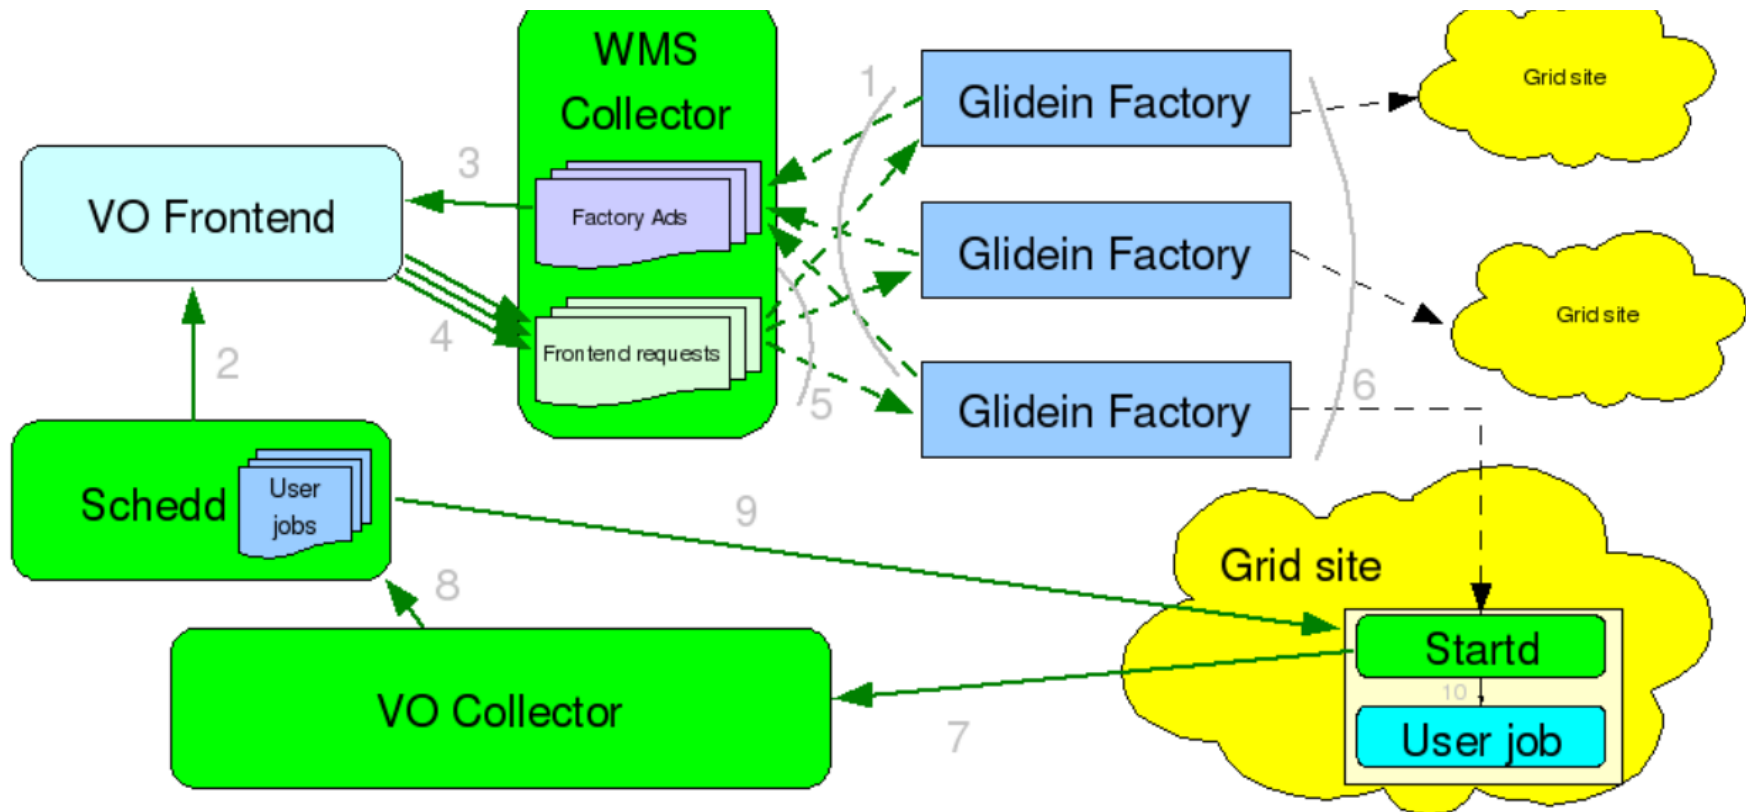 WMS
Collector
1
Glidein Factory
Grid site
3
VO Frontend
Factory Ads
Glidein Factory
Grid site
4
Frontend requests
2
5
Glidein Factory
6
Schedd
User
jobs
9
Grid site
8
Startd
10
VO Collector
7
User job